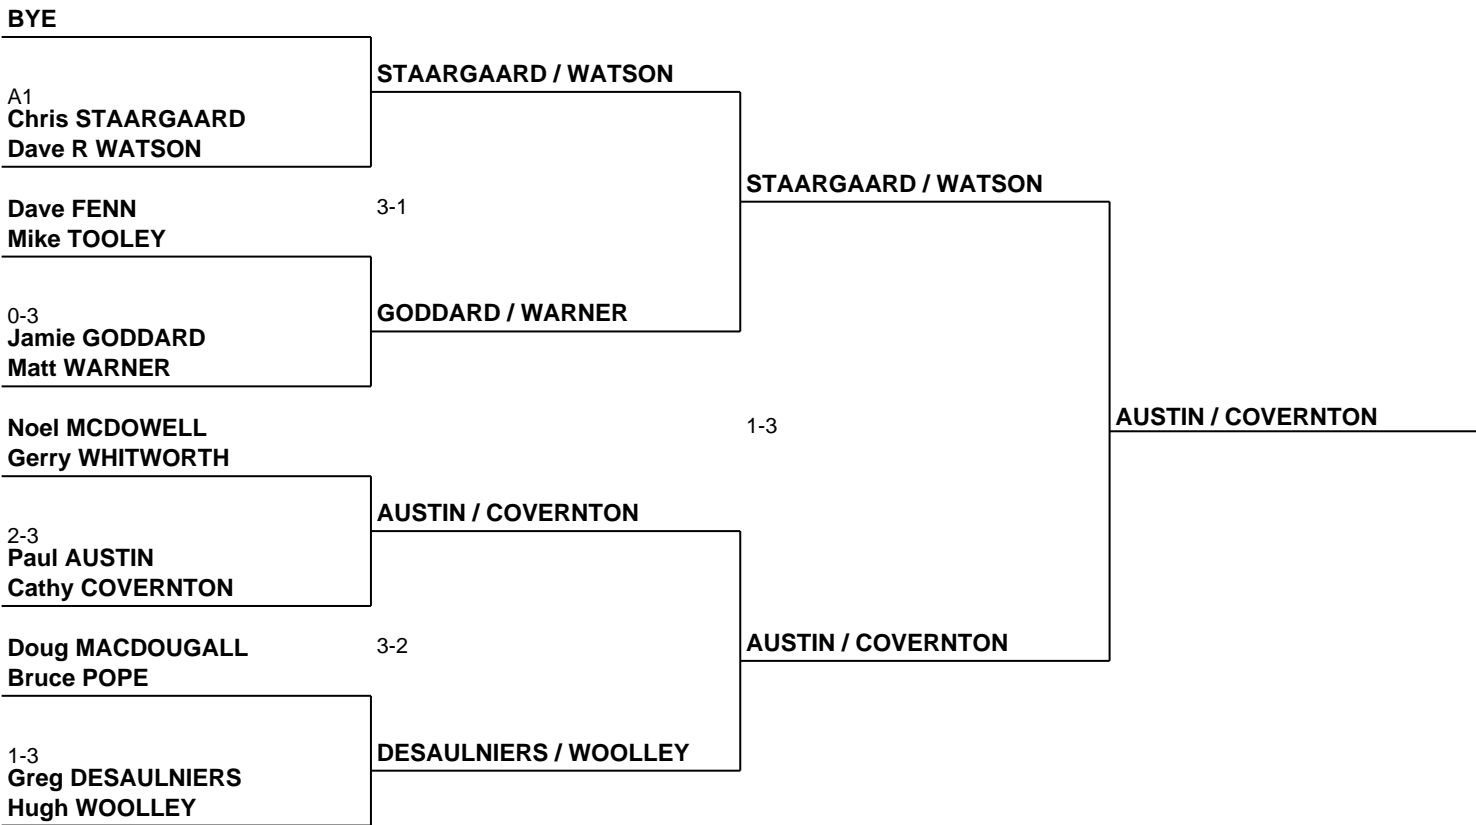 BYE
STAARGAARD / WATSON
A1
Chris STAARGAARD
Dave R WATSON
STAARGAARD / WATSON
Dave FENN
3-1
Mike TOOLEY
GODDARD / WARNER
0-3
Jamie GODDARD
Matt WARNER
AUSTIN / COVERNTON
Noel MCDOWELL
1-3
Gerry WHITWORTH
AUSTIN / COVERNTON
2-3
Paul AUSTIN
Cathy COVERNTON
Doug MACDOUGALL
3-2
AUSTIN / COVERNTON
Bruce POPE
DESAULNIERS / WOOLLEY
1-3
Greg DESAULNIERS
Hugh WOOLLEY